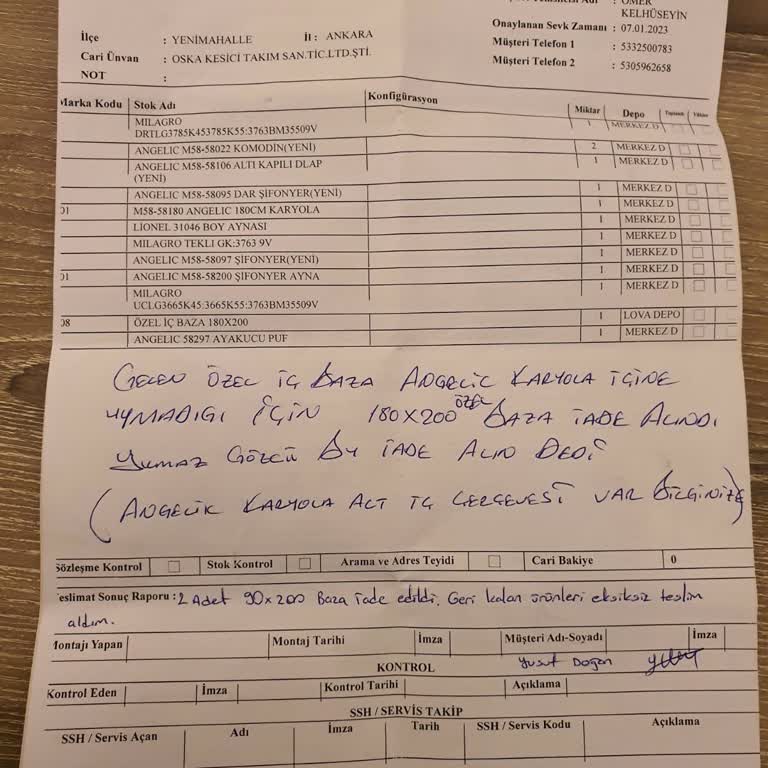 ÖMER
KELHÜSEYİN
Onaylanan Sevk Zamanı : 07.01.2023
Müşteri Telefon 1 : 5332500783
Müşteri Telefon 2 : 5305962658
İlçe : YENİMAHALLE İl : ANKARA
Cari Ünvan : OSKA KESİCİ TAKIM SAN.TİC.LTD.ŞTİ.
NOT :
Marka Kodu Stok Adı Konfigürasyon Miktar Depo
MILAGRO
DRTLG3785K453785K55:3763BM35509V 1 MERKEZ D
ANGELIC M58-58022 KOMODİN(YENİ) 2 MERKEZ D
ANGELIC M58-58106 ALTI KAPILI DLAP 1 MERKEZ D
(YENİ)
ANGELIC M58-58095 DAR ŞİFONYER(YENİ) 1 MERKEZ D
01 M58-58180 ANGELIC 180CM KARYOLA 1 MERKEZ D
LİONEL 31046 BOY AYNASI 1 MERKEZ D
MILAGRO TEKLI GK:3763 9V 1 MERKEZ D
ANGELIC M58-58097 ŞİFONYER(YENİ) 1 MERKEZ D
01 ANGELIC M58-58200 ŞİFONYER AYNA 1 MERKEZ D
MILAGRO 1 MERKEZ D
UCLG3665K45:3665K55:3763BM35509V
08 ÖZEL İÇ BAZA 180X200 1 LOVA DEPO
ANGELIC 58297 AYAKUCU PUF 1 MERKEZ D
GELEN ÖZEL İÇ BAZA ANGELİC KARYOLA İÇİNE
UYMADIĞI İÇİN 180X200 ÖZEL BAZA İADE ALINDI
YILMAZ GÖZCÜ BY İADE ALIN DEDİ
(ANGELİK KARYOLA ALT İÇ ÇERÇEVESİ VAR BİLGİNİZE)
Sözleşme Kontrol Stok Kontrol Arama ve Adres Teyidi Cari Bakiye 0
Teslimat Sonuç Raporu : 2 Adet 90x200 Baza iade edildi. Geri kalan ürünleri eksiksiz teslim
aldım.
Montajı Yapan Montaj Tarihi İmza Müşteri Adı-Soyadı İmza
Yusuf Doğan
KONTROL
Kontrol Eden İmza Kontrol Tarihi Açıklama
SSH / SERVİS TAKİP
SSH / Servis Açan Adı İmza Tarih SSH / Servis Kodu Açıklama